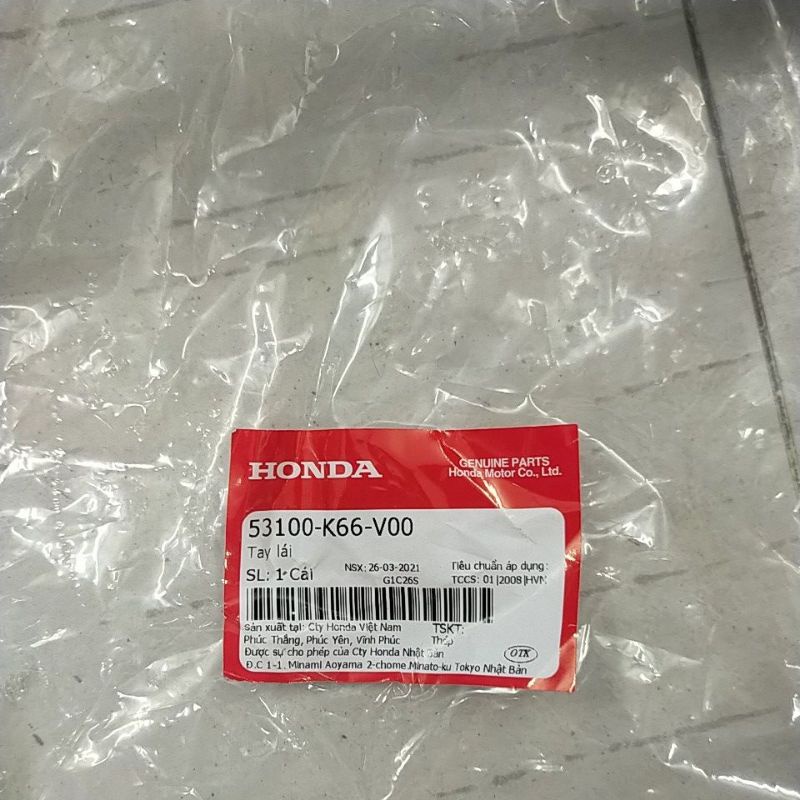 HONDA
GENUINE PARTS
Honda Motor Co., Ltd.
53100-K66-V00
Tay lái
SL: 1 Cái
NSX: 26-03-2021
G1C26S
Tiêu chuẩn áp dụng:
TCCS: 01|2008|HVN
Sản xuất tại: Cty Honda Việt Nam
Phúc Thắng, Phúc Yên, Vĩnh Phúc
Được sự cho phép của Cty Honda Nhật Bản
Đ.C 1-1, Minami Aoyama 2-chome,Minato-ku Tokyo Nhật Bản
TSKT:
Thép
OTK